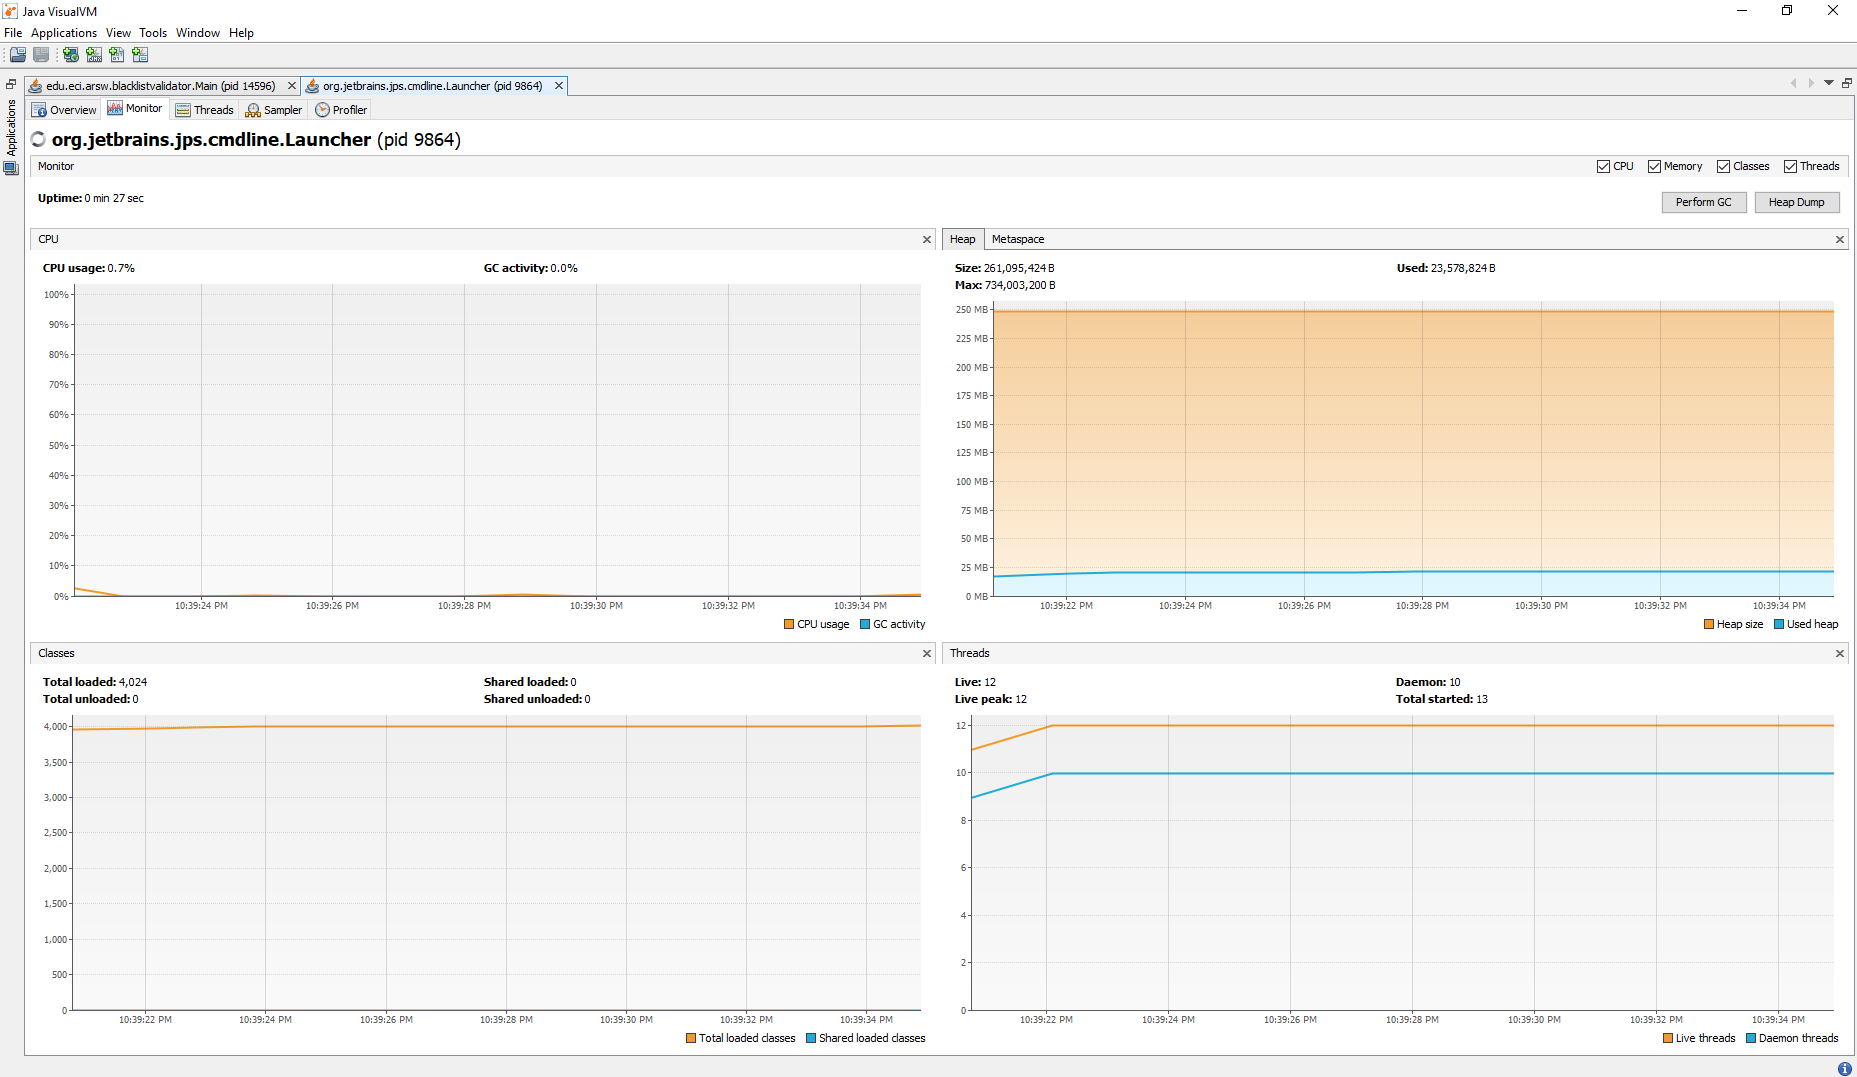 Java VisualVM
File Applications View Tools Window Help
edu.eci.arsw.blacklistvalidator.Main (pid 14596) org.jetbrains.jps.cmdline.Launcher (pid 9864)
Applications
Overview Monitor Threads Sampler Profiler
org.jetbrains.jps.cmdline.Launcher (pid 9864)
Monitor CPU Memory Classes Threads
Uptime: 0 min 27 sec Perform GC Heap Dump
CPU
CPU usage: 0.7% GC activity: 0.0%
100%
90%
80%
70%
60%
50%
40%
30%
20%
10%
0%
10:39:24 PM 10:39:26 PM 10:39:28 PM 10:39:30 PM 10:39:32 PM 10:39:34 PM
CPU usage GC activity
Heap Metaspace
Size: 261,095,424 B Used: 23,578,824 B
Max: 734,003,200 B
250 MB
225 MB
200 MB
175 MB
150 MB
125 MB
100 MB
75 MB
50 MB
25 MB
0 MB
10:39:22 PM 10:39:24 PM 10:39:26 PM 10:39:28 PM 10:39:30 PM 10:39:32 PM 10:39:34 PM
Heap size Used heap
Classes
Total loaded: 4,024 Shared loaded: 0
Total unloaded: 0 Shared unloaded: 0
4,000
3,500
3,000
2,500
2,000
1,500
1,000
500
0
10:39:22 PM 10:39:24 PM 10:39:26 PM 10:39:28 PM 10:39:30 PM 10:39:32 PM 10:39:34 PM
Total loaded classes Shared loaded classes
Threads
Live: 12 Daemon: 10
Live peak: 12 Total started: 13
12
10
8
6
4
2
0
10:39:22 PM 10:39:24 PM 10:39:26 PM 10:39:28 PM 10:39:30 PM 10:39:32 PM 10:39:34 PM
Live threads Daemon threads